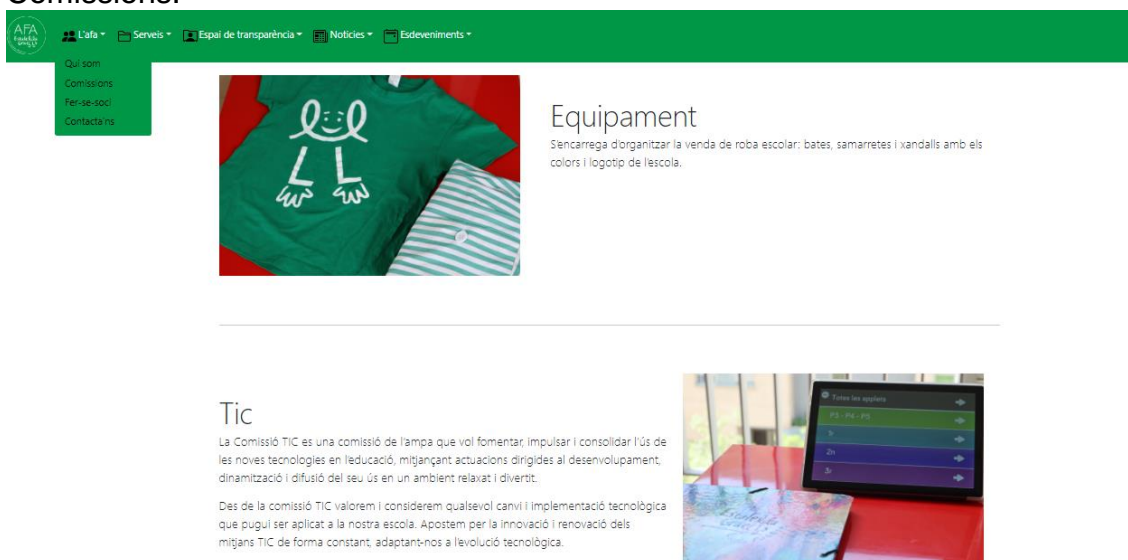 Comissions.
AFA
L'afa
Serveis
Espai de transparència
Notícies
Esdeveniments
Qui som
Comissions
Fer-se-soci
Contacta'ns
Equipament
S'encarrega d'organitzar la venda de roba escolar: bates, samarretes i xandalls amb els
colors i logotip de l'escola.
Tic
La Comissió TIC es una comissió de l'ampa que vol fomentar, impulsar i consolidar l'ús de
les noves tecnologies en l'educació, mitjançant actuacions dirigides al desenvolupament,
dinamització i difusió del seu ús en un ambient relaxat i divertit.
Des de la comissió TIC valorem i considerem qualsevol canvi i implementació tecnològica
que pugui ser aplicat a la nostra escola. Apostem per la innovació i renovació dels
mitjans TIC de forma constant, adaptant-nos a l'evolució tecnològica.
Totes les applets
P3 - P4 - P5
1r
2n
3r